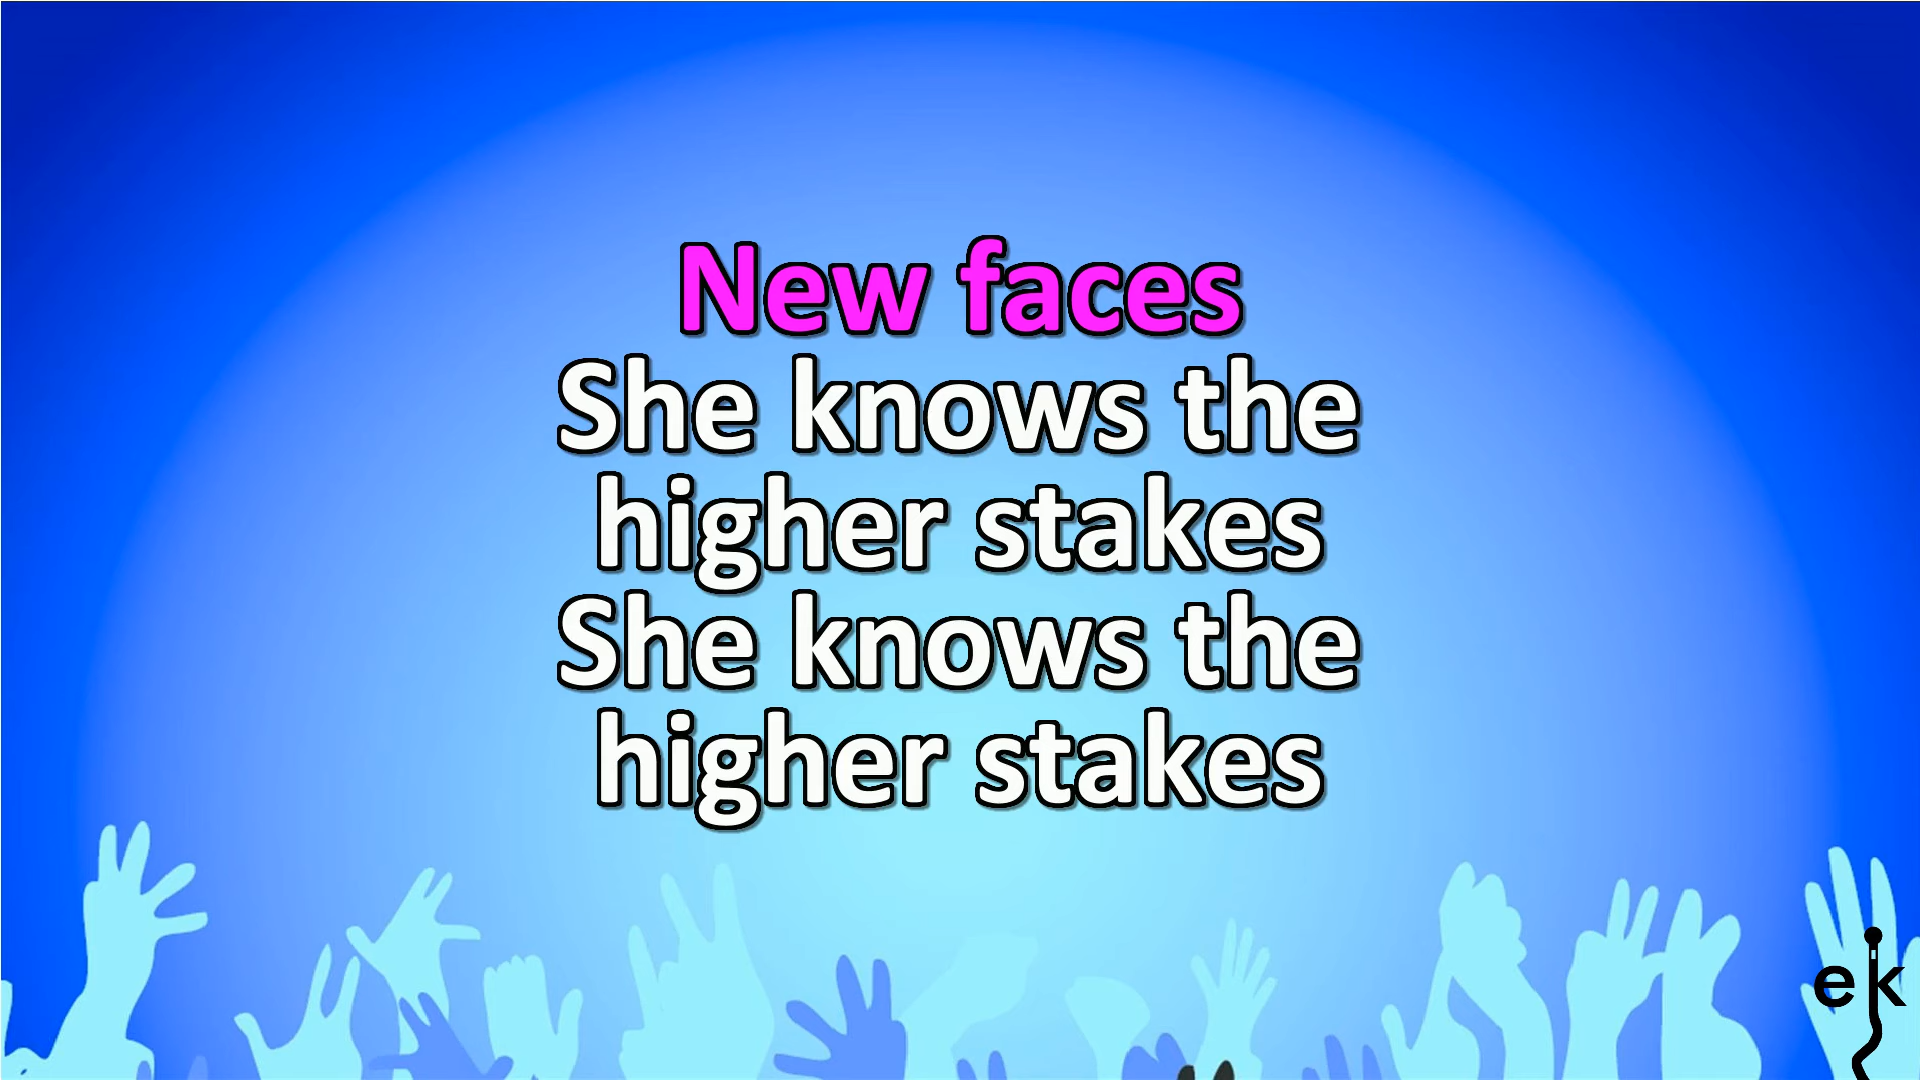 New faces
She knows the
higher stakes
She knows the
higher stakes
ek